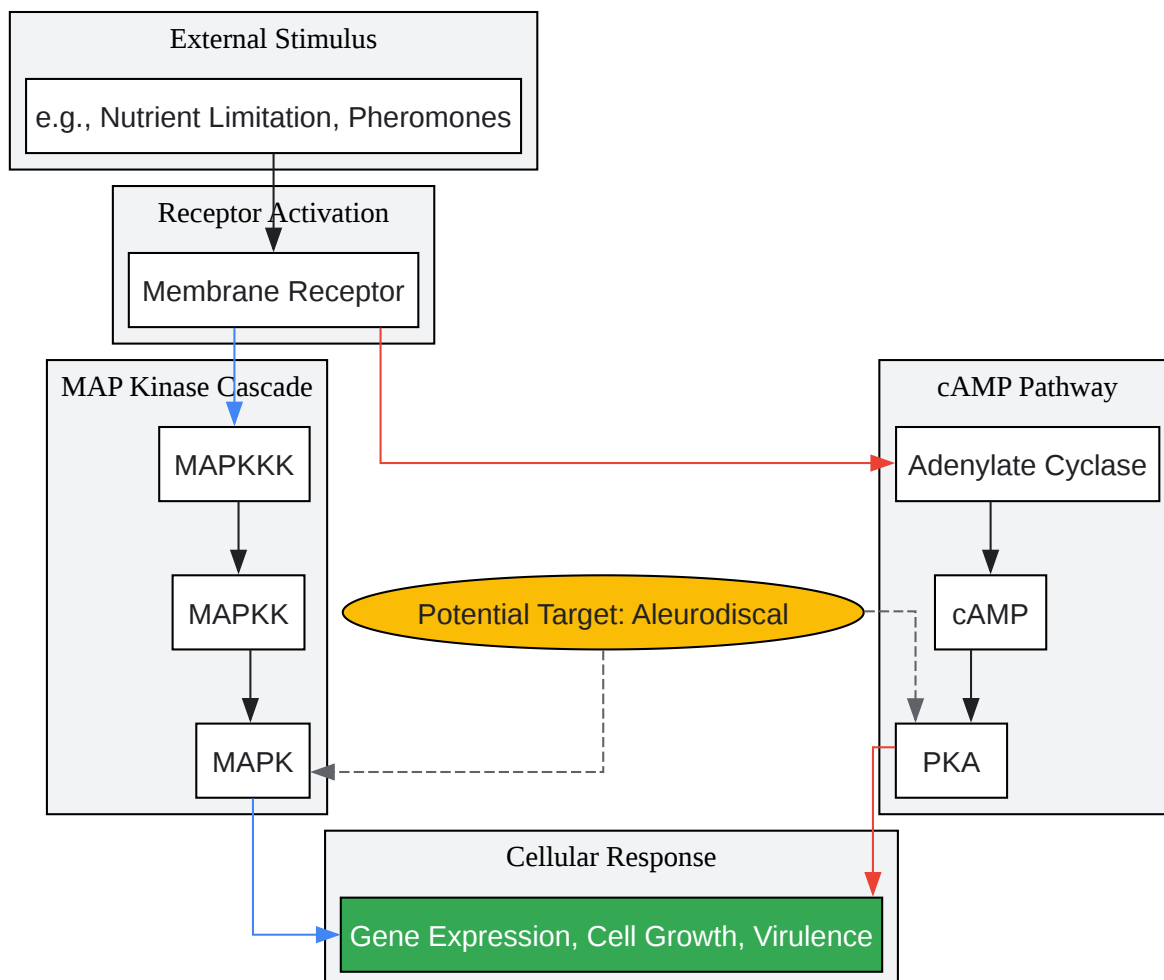 External Stimulus
e.g., Nutrient Limitation, Pheromones
Receptor Activation
Membrane Receptor
MAP Kinase Cascade
cAMP Pathway
MAPKKK
Adenylate Cyclase
MAPKK
Potential Target: Aleurodiscal
cAMP
MAPK
PKA
Cellular Response
Gene Expression, Cell Growth, Virulence